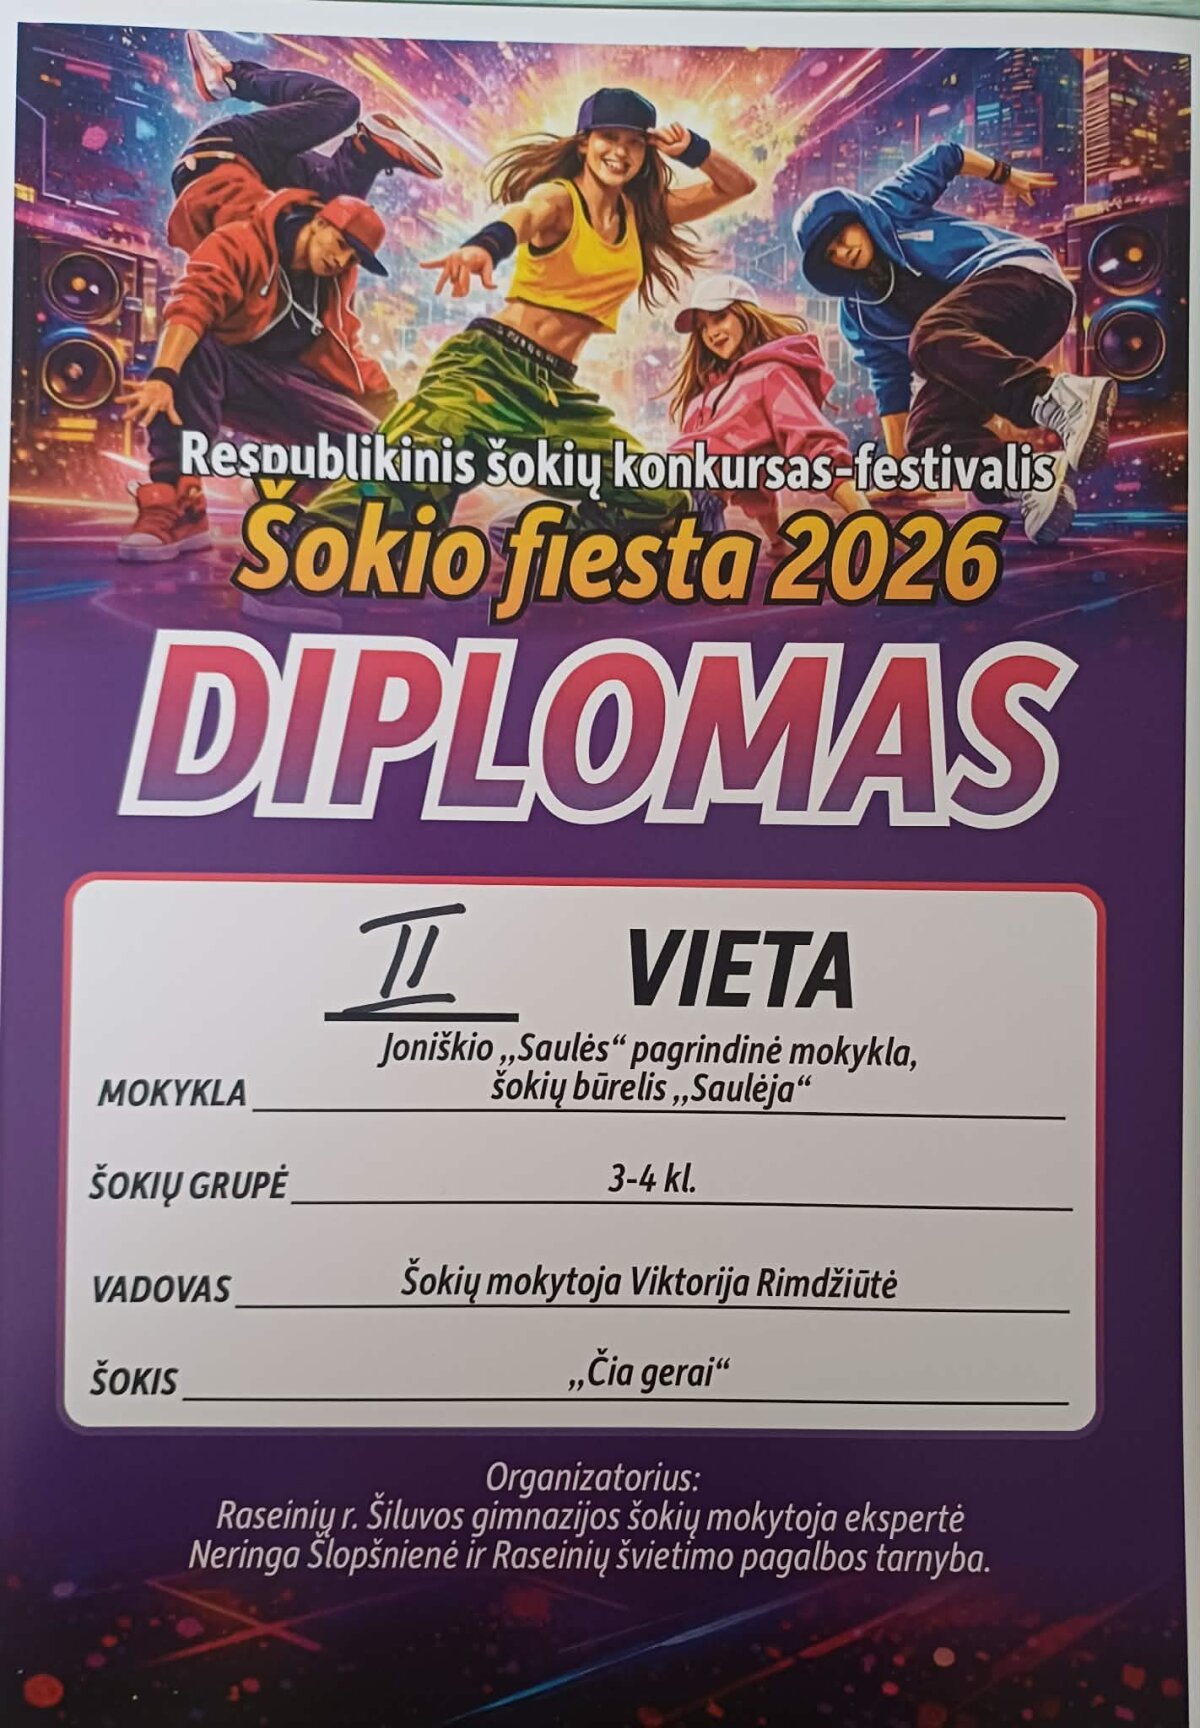 Respublikinis šokių konkursas-festivalis
Šokio fiesta 2026
DIPLOMAS
II VIETA
Joniškio „Saulės“ pagrindinė mokykla,
MOKYKLA šokių būrelis „Saulėja“
ŠOKIŲ GRUPĖ 3-4 kl.
VADOVAS Šokių mokytoja Viktorija Rimdžiūtė
ŠOKIS „Čia gerai“
Organizatorius:
Raseinių r. Šiluvos gimnazijos šokių mokytoja ekspertė
Neringa Šlopšnienė ir Raseinių švietimo pagalbos tarnyba.